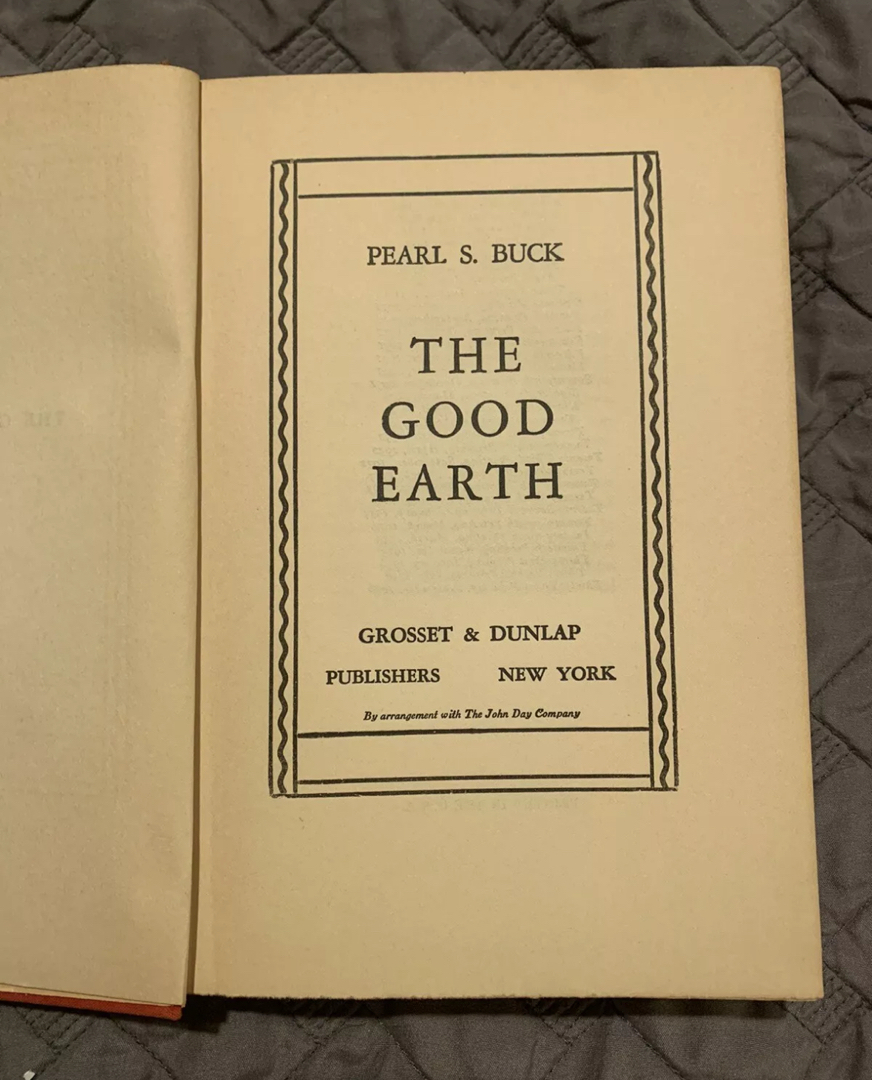 PEARL S. BUCK
THE
GOOD
EARTH
GROSSET & DUNLAP
PUBLISHERS NEW YORK
By arrangement with The John Day Company